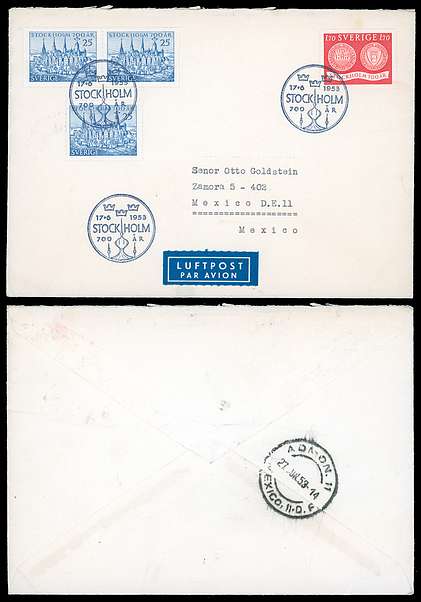 STOCKHOLM 700 ÅR
25
SVERIGE
STOCKHOLM 700 ÅR
25
SVERIGE
25
SVERIGE
1.70 SVERIGE 1.70
STOCKHOLM 700 ÅR
17·6 1953
STOCKHOLM
700 ÅR
17·6 1953
STOCKHOLM
700 ÅR
Senor Otto Goldstein
Zamora 5 - 402
Mexico D.E.11
Mexico
17·6 1953
STOCKHOLM
700 ÅR
LUFTPOST
PAR AVION
ADMON. 11
MEXICO, 11. D. F.